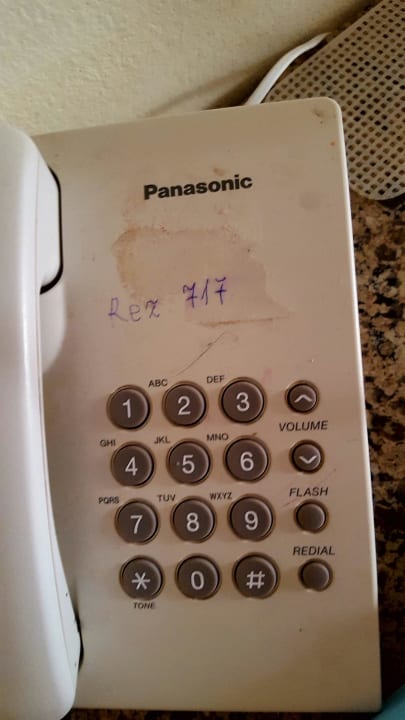 Panasonic
Rez 717
ABC DEF
1 2 3
VOLUME
GHI JKL MNO
4 5 6
PQRS TUV WXYZ FLASH
7 8 9
REDIAL
* 0 #
TONE